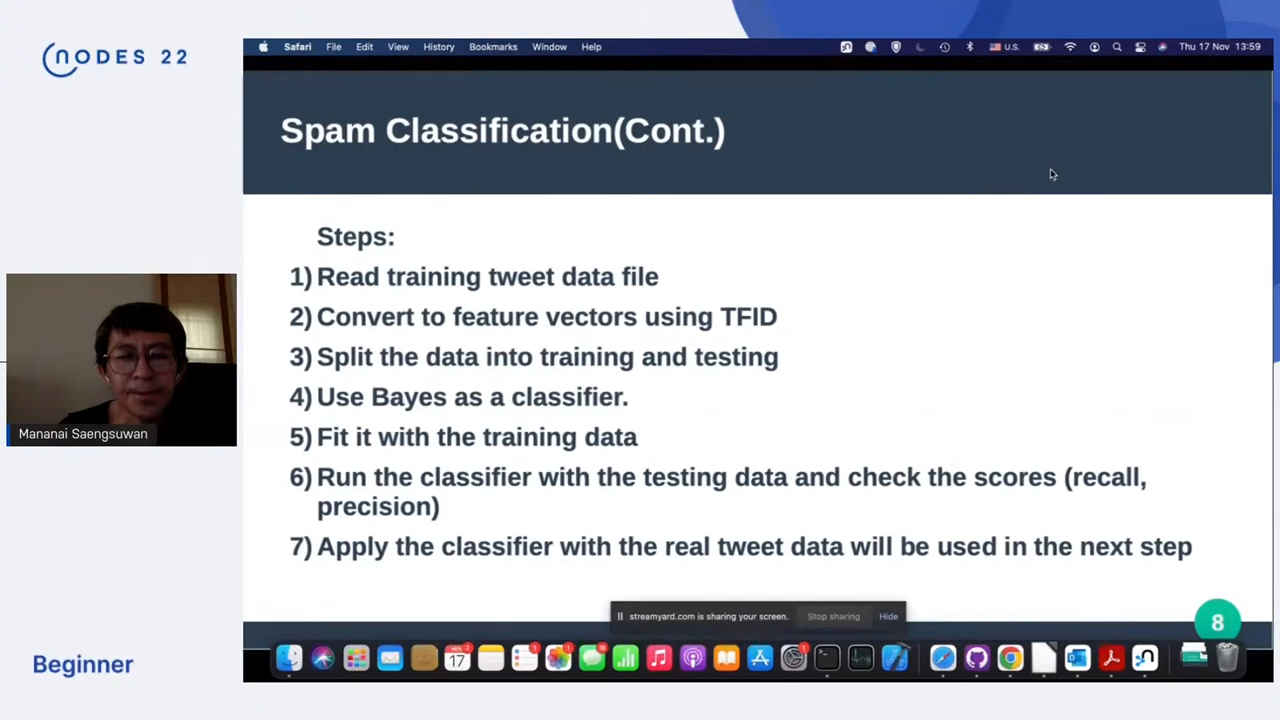 NODES 22
Safari File Edit View History Bookmarks Window Help U.S. Thu 17 Nov 13:59
Spam Classification(Cont.)
Steps:
1) Read training tweet data file
2) Convert to feature vectors using TFID
3) Split the data into training and testing
4) Use Bayes as a classifier.
5) Fit it with the training data
6) Run the classifier with the testing data and check the scores (recall,
precision)
7) Apply the classifier with the real tweet data will be used in the next step
Mananai Saengsuwan
streamyard.com is sharing your screen. Stop sharing Hide
8
17
Beginner